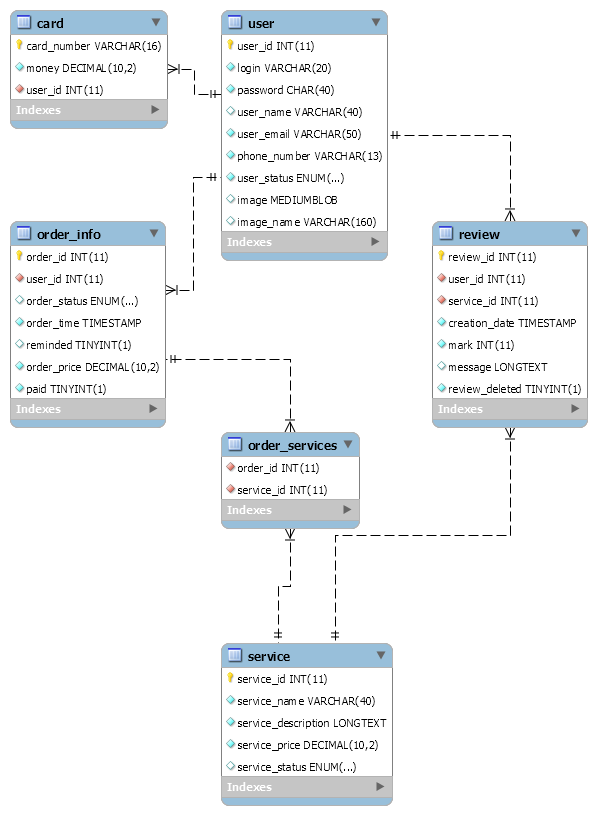 card
card_number VARCHAR(16)
money DECIMAL(10,2)
user_id INT(11)
Indexes
user
user_id INT(11)
login VARCHAR(20)
password CHAR(40)
user_name VARCHAR(40)
user_email VARCHAR(50)
phone_number VARCHAR(13)
user_status ENUM(...)
image MEDIUMBLOB
image_name VARCHAR(160)
Indexes
order_info
order_id INT(11)
user_id INT(11)
order_status ENUM(...)
order_time TIMESTAMP
reminded TINYINT(1)
order_price DECIMAL(10,2)
paid TINYINT(1)
Indexes
review
review_id INT(11)
user_id INT(11)
service_id INT(11)
creation_date TIMESTAMP
mark INT(11)
message LONGTEXT
review_deleted TINYINT(1)
Indexes
order_services
order_id INT(11)
service_id INT(11)
Indexes
service
service_id INT(11)
service_name VARCHAR(40)
service_description LONGTEXT
service_price DECIMAL(10,2)
service_status ENUM(...)
Indexes